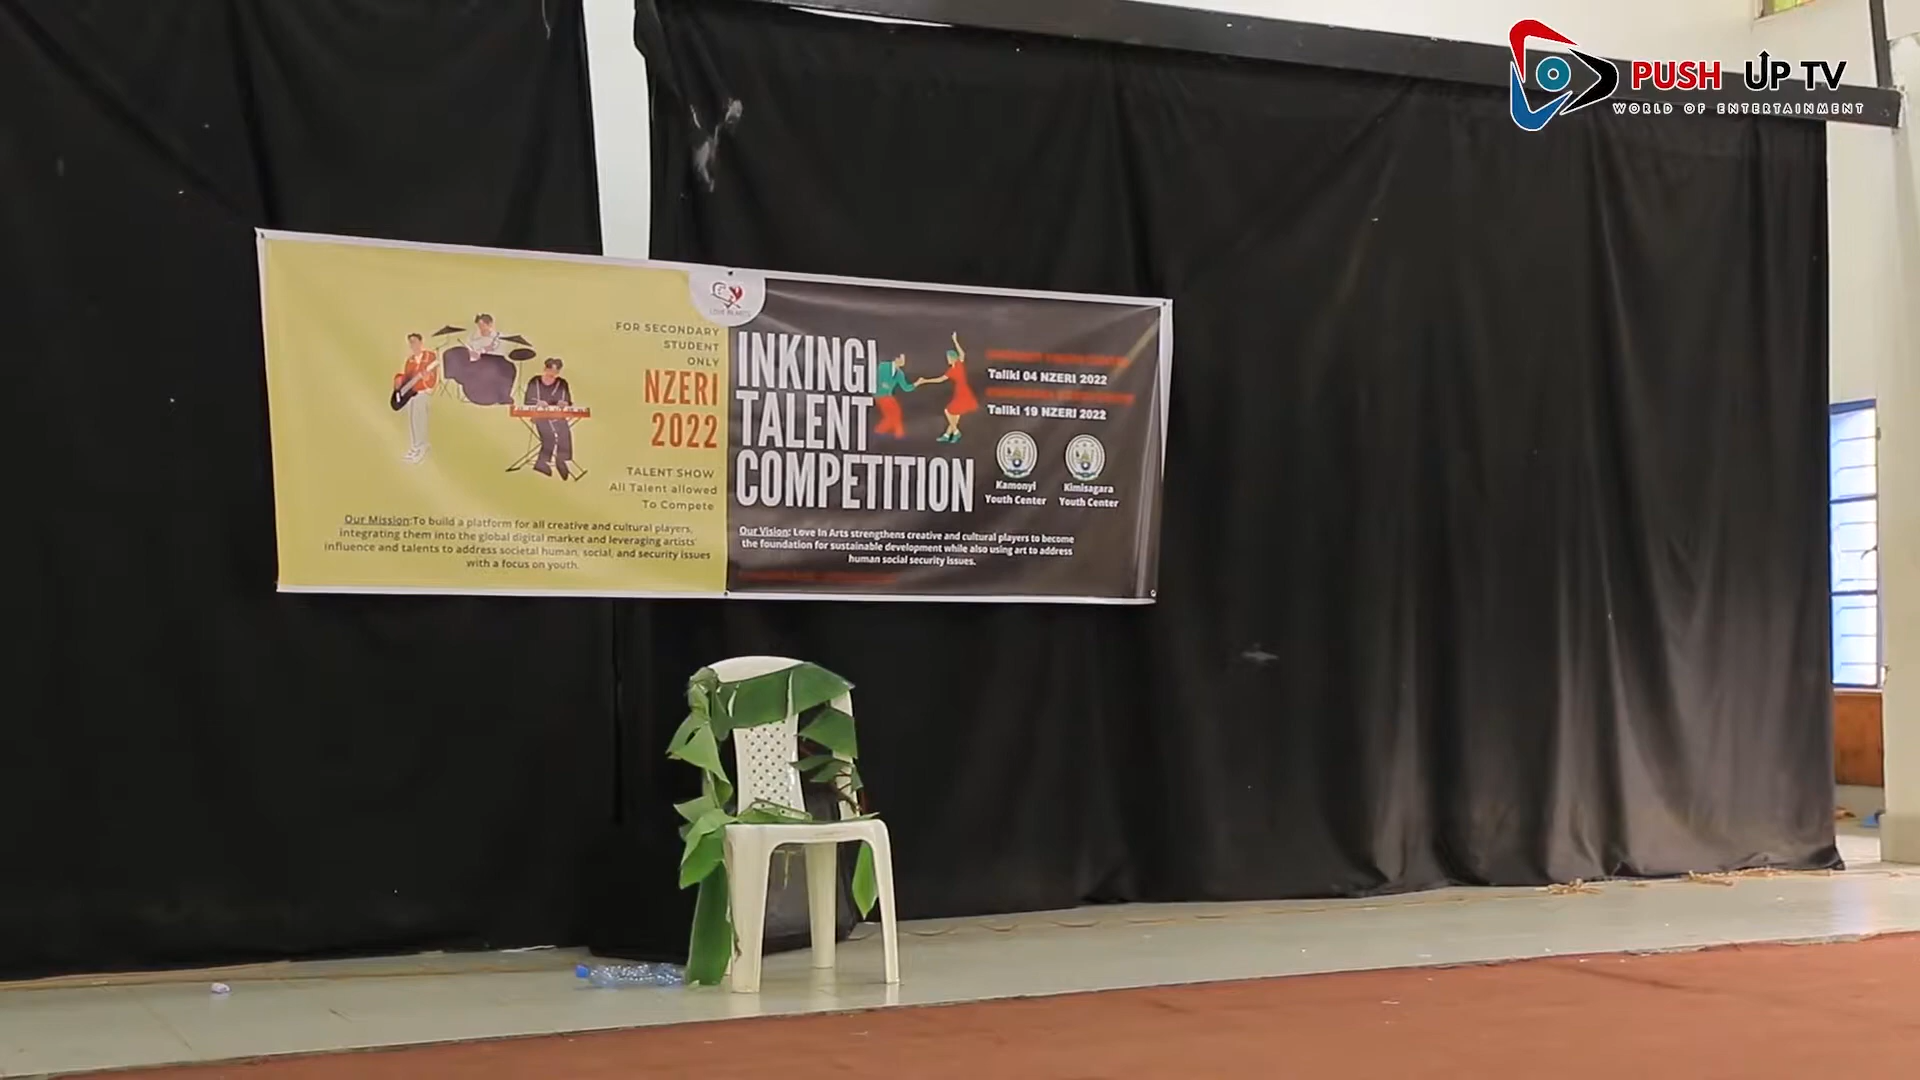 PUSH UP TV
WORLD OF ENTERTAINMENT
LOVE IN ARTS
FOR SECONDARY
STUDENT
ONLY
NZERI
2022
TALENT SHOW
All Talent allowed
To Compete
Our Mission:To build a platform for all creative and cultural players,
integrating them into the global digital market and leveraging artists'
influence and talents to address societal human, social, and security issues
with a focus on youth.
INKINGI
TALENT
COMPETITION
Taliki 04 NZERI 2022
Taliki 19 NZERI 2022
Kamonyi
Youth Center
Kimisagara
Youth Center
Our Vision: Love In Arts strengthens creative and cultural players to become
the foundation for sustainable development while also using art to address
human social security issues.